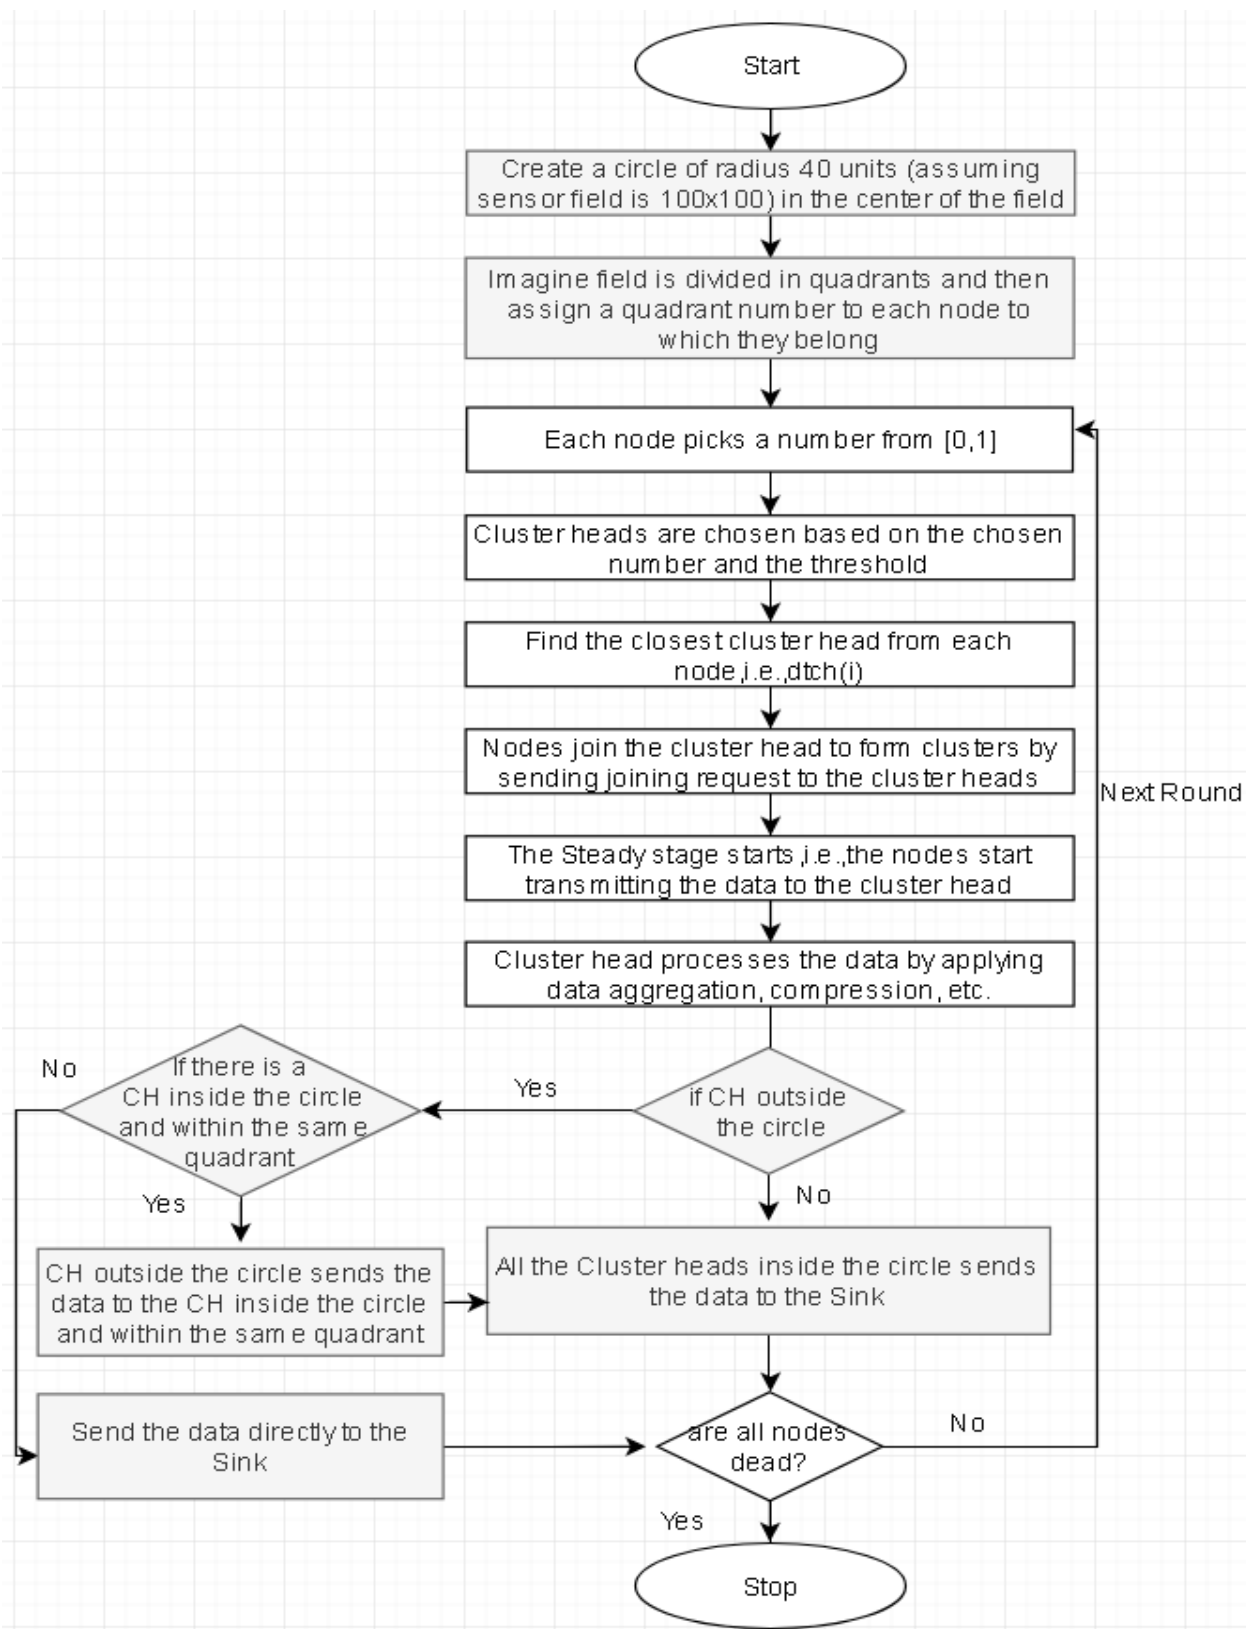 Start
Create a circle of radius 40 units (assuming
sensor field is 100x100) in the center of the field
Imagine field is divided in quadrants and then
assign a quadrant number to each node to
which they belong
Each node picks a number from [0,1]
Cluster heads are chosen based on the chosen
number and the threshold
Find the closest cluster head from each
node,i.e.,dtch(i)
Nodes join the cluster head to form clusters by
sending joining request to the cluster heads
Next Round
The Steady stage starts,i.e.,the nodes start
transmitting the data to the cluster head
Cluster head processes the data by applying
data aggregation, compression, etc.
No
If there is a
CH inside the circle
and within the same
quadrant
Yes
if CH outside
the circle
Yes
No
CH outside the circle sends the
data to the CH inside the circle
and within the same quadrant
All the Cluster heads inside the circle sends
the data to the Sink
Send the data directly to the
Sink
are all nodes
dead?
No
Yes
Stop